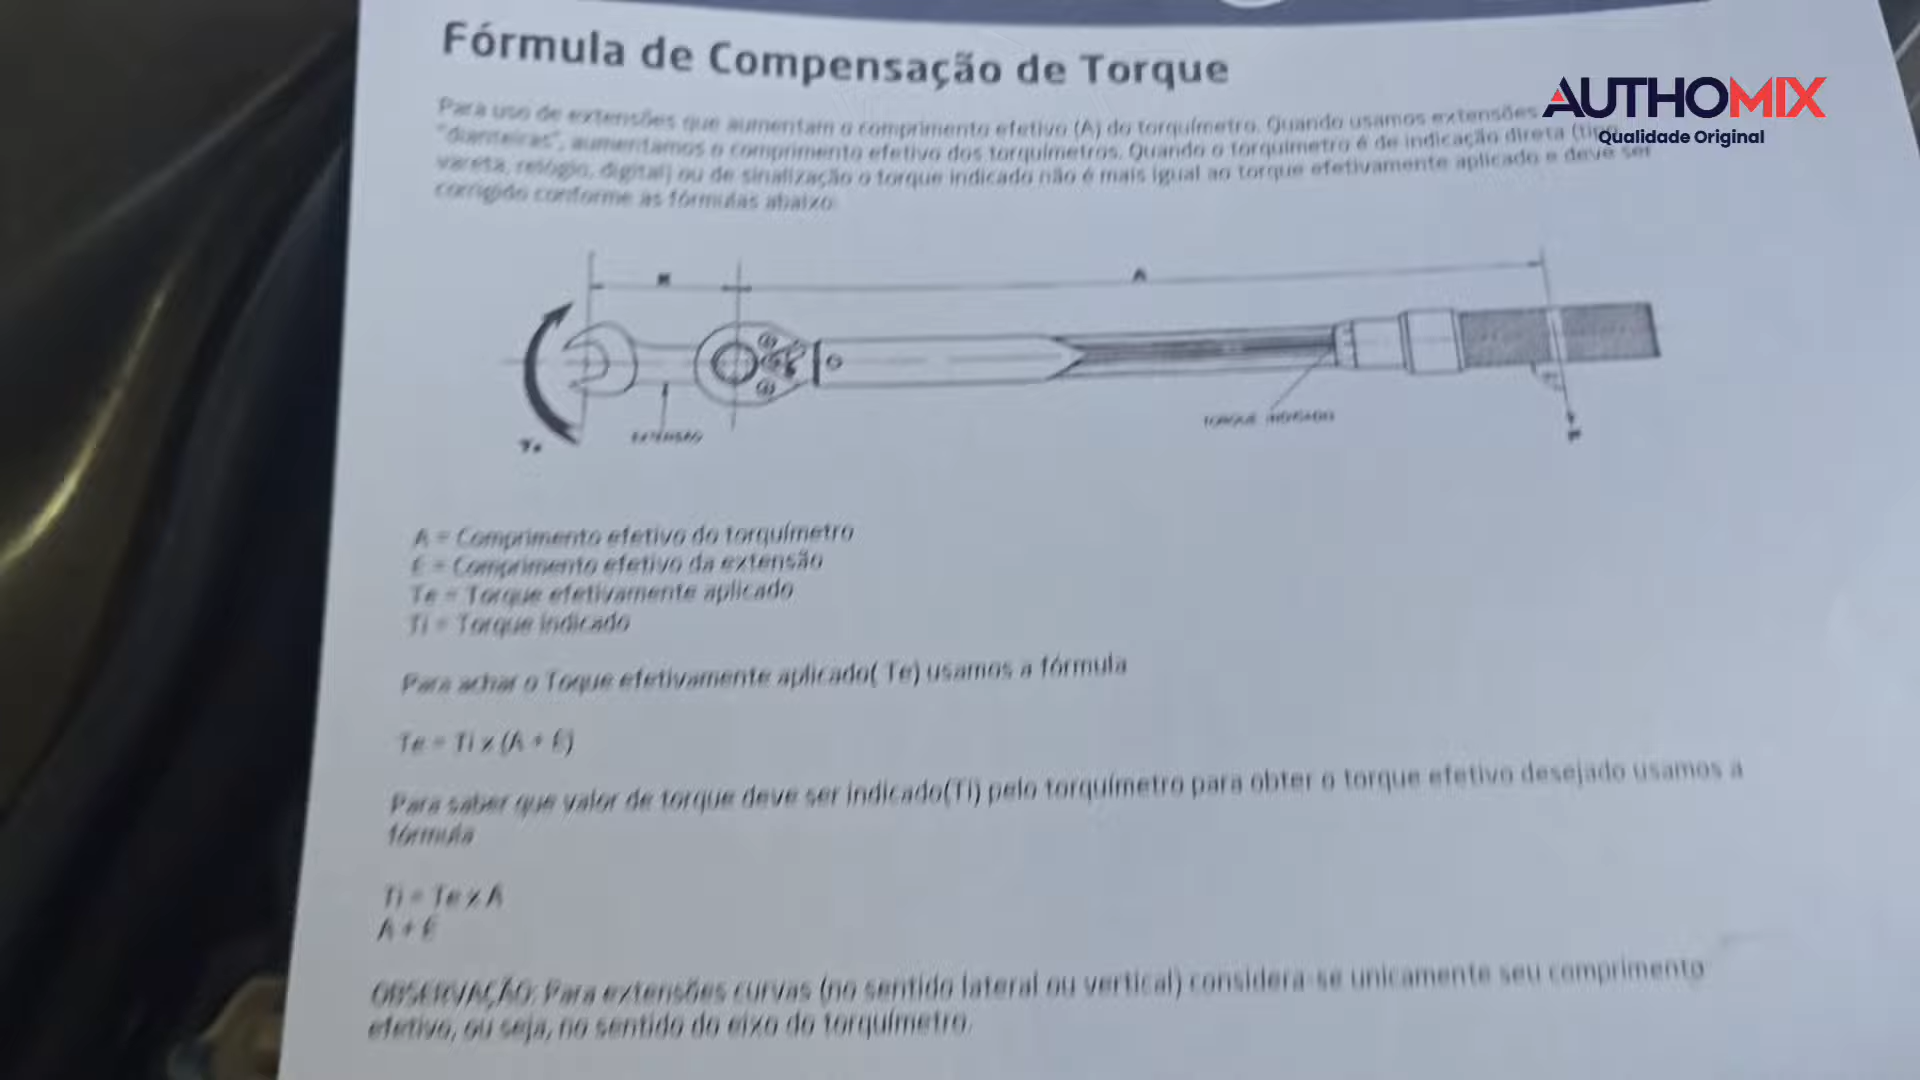 Fórmula de Compensação de Torque
AUTHOMIX
Qualidade Original
Para uso de extensões que aumentam o comprimento efetivo (A) do torquímetro. Quando usamos extensões
"dianteiras", aumentamos o comprimento efetivo dos torquímetros. Quando o torquímetro é de indicação direta (tipo
vareta, relógio, digital) ou de sinalização o torque indicado não é mais igual ao torque efetivamente aplicado e deve ser
corrigido conforme as fórmulas abaixo:
A
EXTENSÃO
TORQUE INDICADO
Te
A = Comprimento efetivo do torquímetro
E = Comprimento efetivo da extensão
Te = Torque efetivamente aplicado
Ti = Torque indicado
Para achar o Toque efetivamente aplicado( Te) usamos a fórmula
Te = Ti x (A + E)
Para saber que valor de torque deve ser indicado(Ti) pelo torquímetro para obter o torque efetivo desejado usamos a
fórmula
Ti = Te x A
A + E
OBSERVAÇÃO: Para extensões curvas (no sentido lateral ou vertical) considera-se unicamente seu comprimento
efetivo, ou seja, no sentido do eixo do torquímetro.